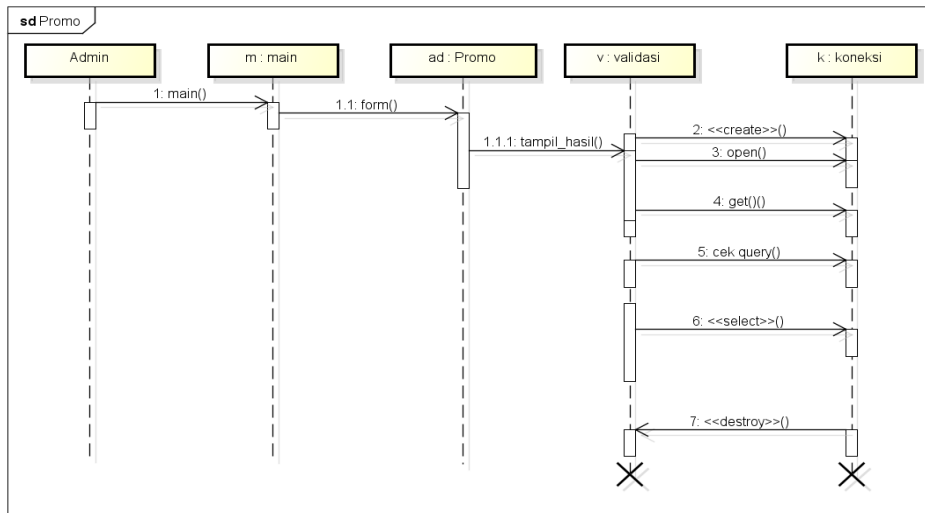 sd Promo
Admin
m : main
ad : Promo
v : validasi
k : koneksi
1: main()
1.1: form()
1.1.1: tampil_hasil()
2: <<create>>()
3: open()
4: get()()
5: cek query()
6: <<select>>()
7: <<destroy>>()